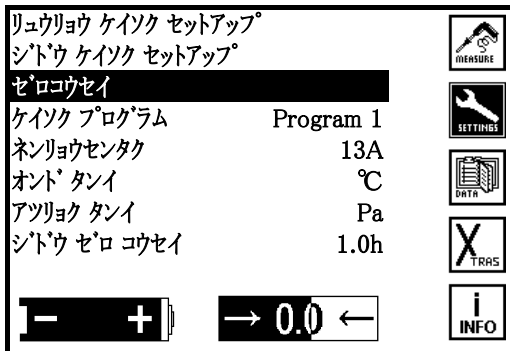 リュウリョウ ケイソク セットアップ
ジドウ ケイソク セットアップ
ゼロコウセイ
ケイソク プログラム Program 1
ネンリョウセンタク 13A
オンド タンイ ℃
アツリョク タンイ Pa
ジドウ ゼロ コウセイ 1.0h
MEASURE
SETTINGS
DATA
XTRAS
i
INFO
− +
→ 0.0 ←